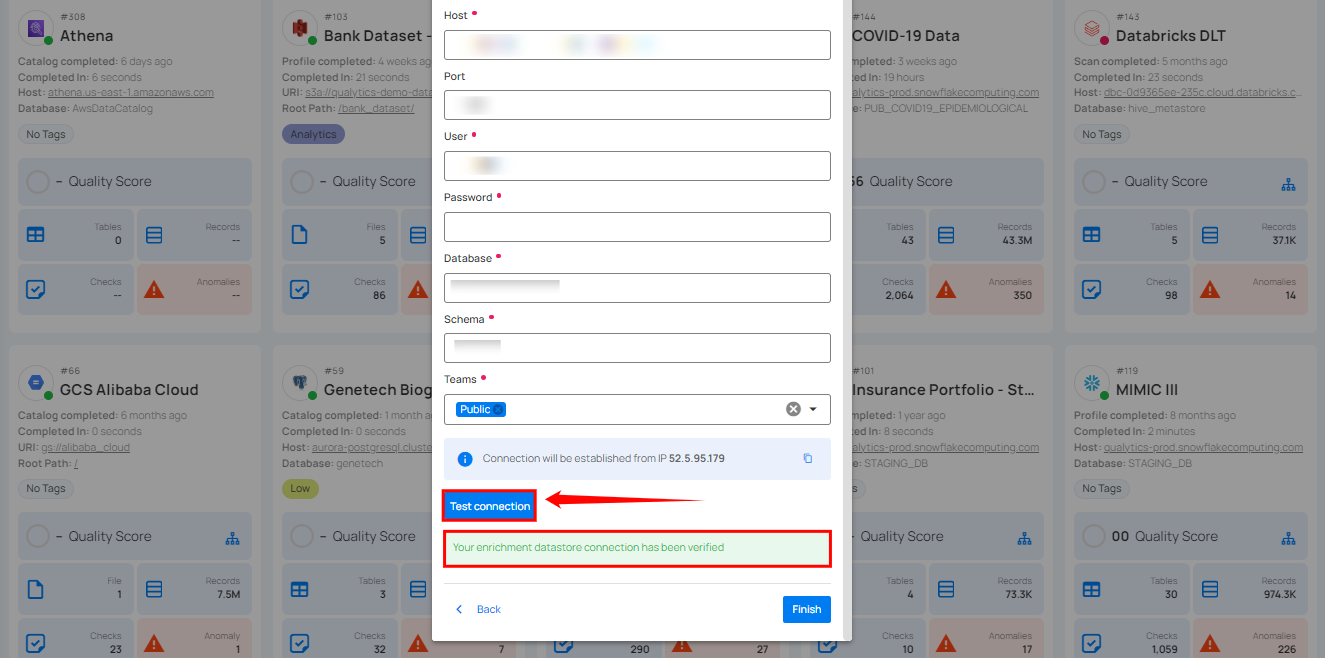 #308
Athena
Catalog completed: 6 days ago
Completed In: 6 seconds
Host: athena.us-east-1.amazonaws.com
Database: AwsDataCatalog
No Tags
– Quality Score
Tables
0
Records
--
Checks
--
Anomalies
--
#103
Bank Dataset -
Profile completed: 4 weeks ag
Completed In: 21 seconds
URI: s3a://qualytics-demo-data
Root Path: /bank_dataset/
Analytics
– Quality Score
Files
5
Checks
86
Host
Port
User
Password
Database
Schema
Teams
Public
Connection will be established from IP 52.5.95.179
Test connection
Your enrichment datastore connection has been verified
Back
Finish
#144
COVID-19 Data
mpleted: 3 weeks ago
ed In: 19 hours
alytics-prod.snowflakecomputing.com
e: PUB_COVID19_EPIDEMIOLOGICAL
56 Quality Score
Tables
43
Records
43.3M
Checks
2,064
Anomalies
350
#143
Databricks DLT
Scan completed: 5 months ago
Completed In: 23 seconds
Host: dbc-0d9365ee-235c.cloud.databricks.c...
Database: hive_metastore
No Tags
– Quality Score
Tables
5
Records
37.1K
Checks
98
Anomalies
14
#66
GCS Alibaba Cloud
Catalog completed: 6 months ago
Completed In: 0 seconds
URI: gs://alibaba_cloud
Root Path: /
No Tags
– Quality Score
File
1
Records
7.5M
Checks
23
Anomaly
1
#59
Genetech Biog
Catalog completed: 1 month a
Completed In: 0 seconds
Host: aurora-postgresql.cluste
Database: genetech
Low
– Quality Score
Tables
3
Checks
32
7
290
27
#101
Insurance Portfolio - St...
mpleted: 1 year ago
ed In: 8 seconds
alytics-prod.snowflakecomputing.com
e: STAGING_DB
s
– Quality Score
Tables
4
Records
73.3K
Checks
10
Anomalies
17
#119
MIMIC III
Profile completed: 8 months ago
Completed In: 2 minutes
Host: qualytics-prod.snowflakecomputing.com
Database: STAGING_DB
No Tags
00 Quality Score
Tables
30
Records
974.3K
Checks
1,059
Anomalies
226